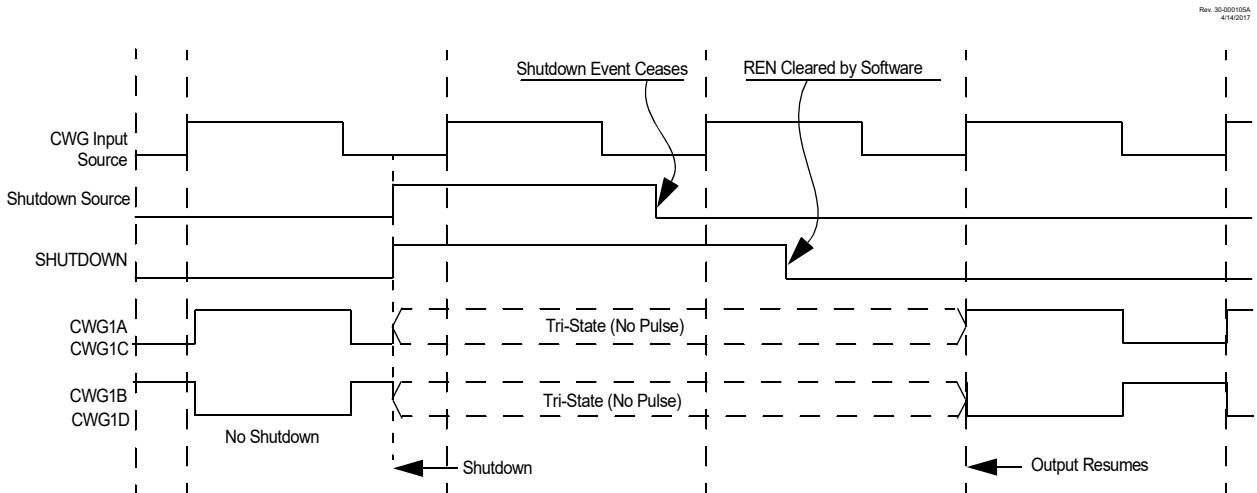 Rev. 30-000105A
4/14/2017
Shutdown Event Ceases
REN Cleared by Software
CWG Input
Source
Shutdown Source
SHUTDOWN
CWG1A
CWG1C
Tri-State (No Pulse)
CWG1B
CWG1D
Tri-State (No Pulse)
No Shutdown
Shutdown
Output Resumes